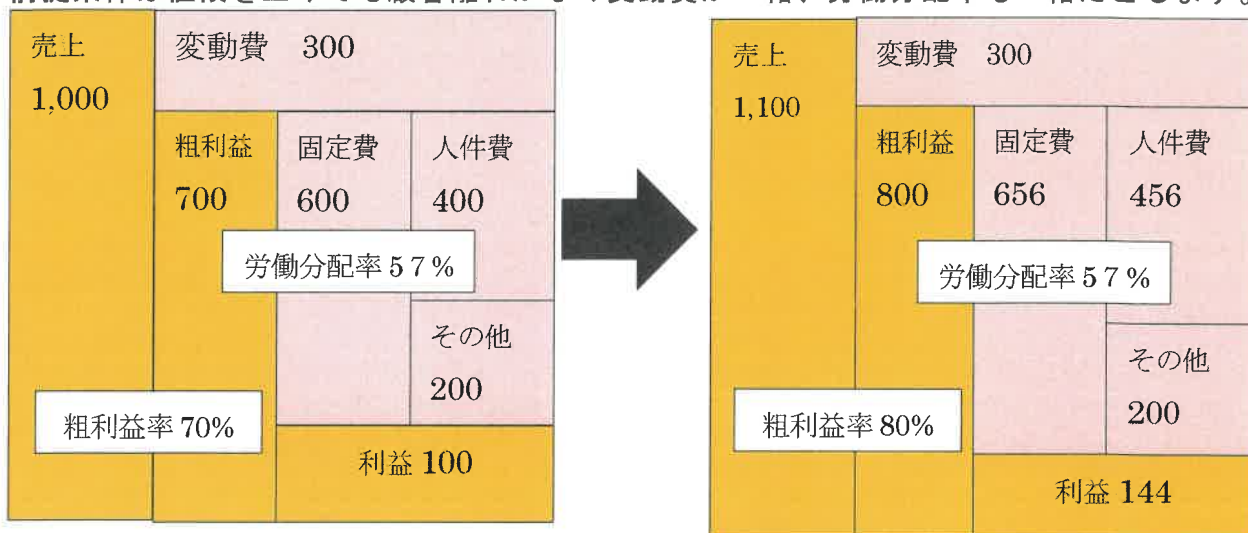 売上
1,000
変動費 300
粗利益
700
固定費
600
人件費
400
労働分配率57%
その他
200
粗利益率70%
利益 100
売上
1,100
変動費 300
粗利益
800
固定費
656
人件費
456
労働分配率57%
その他
200
粗利益率80%
利益 144